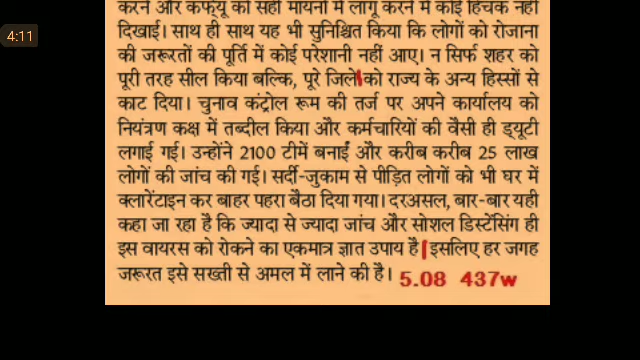 4:11
करने और कर्फ्यू को सही मायनों में लागू करने में कोई हिचक नहीं
दिखाई। साथ ही साथ यह भी सुनिश्चित किया कि लोगों को रोजाना
की जरूरतों की पूर्ति में कोई परेशानी नहीं आए। न सिर्फ शहर को
पूरी तरह सील किया बल्कि, पूरे जिले को राज्य के अन्य हिस्सों से
काट दिया। चुनाव कंट्रोल रूम की तर्ज पर अपने कार्यालय को
नियंत्रण कक्ष में तब्दील किया और कर्मचारियों की वैसी ही ड्यूटी
लगाई गई। उन्होंने 2100 टीमें बनाईं और करीब करीब 25 लाख
लोगों की जांच की गई। सर्दी-जुकाम से पीड़ित लोगों को भी घर में
क्वारेंटाइन कर बाहर पहरा बैठा दिया गया। दरअसल, बार-बार यही
कहा जा रहा है कि ज्यादा से ज्यादा जांच और सोशल डिस्टेंसिंग ही
इस वायरस को रोकने का एकमात्र ज्ञात उपाय है। इसलिए हर जगह
जरूरत इसे सख्ती से अमल में लाने की है। 5.08 437w